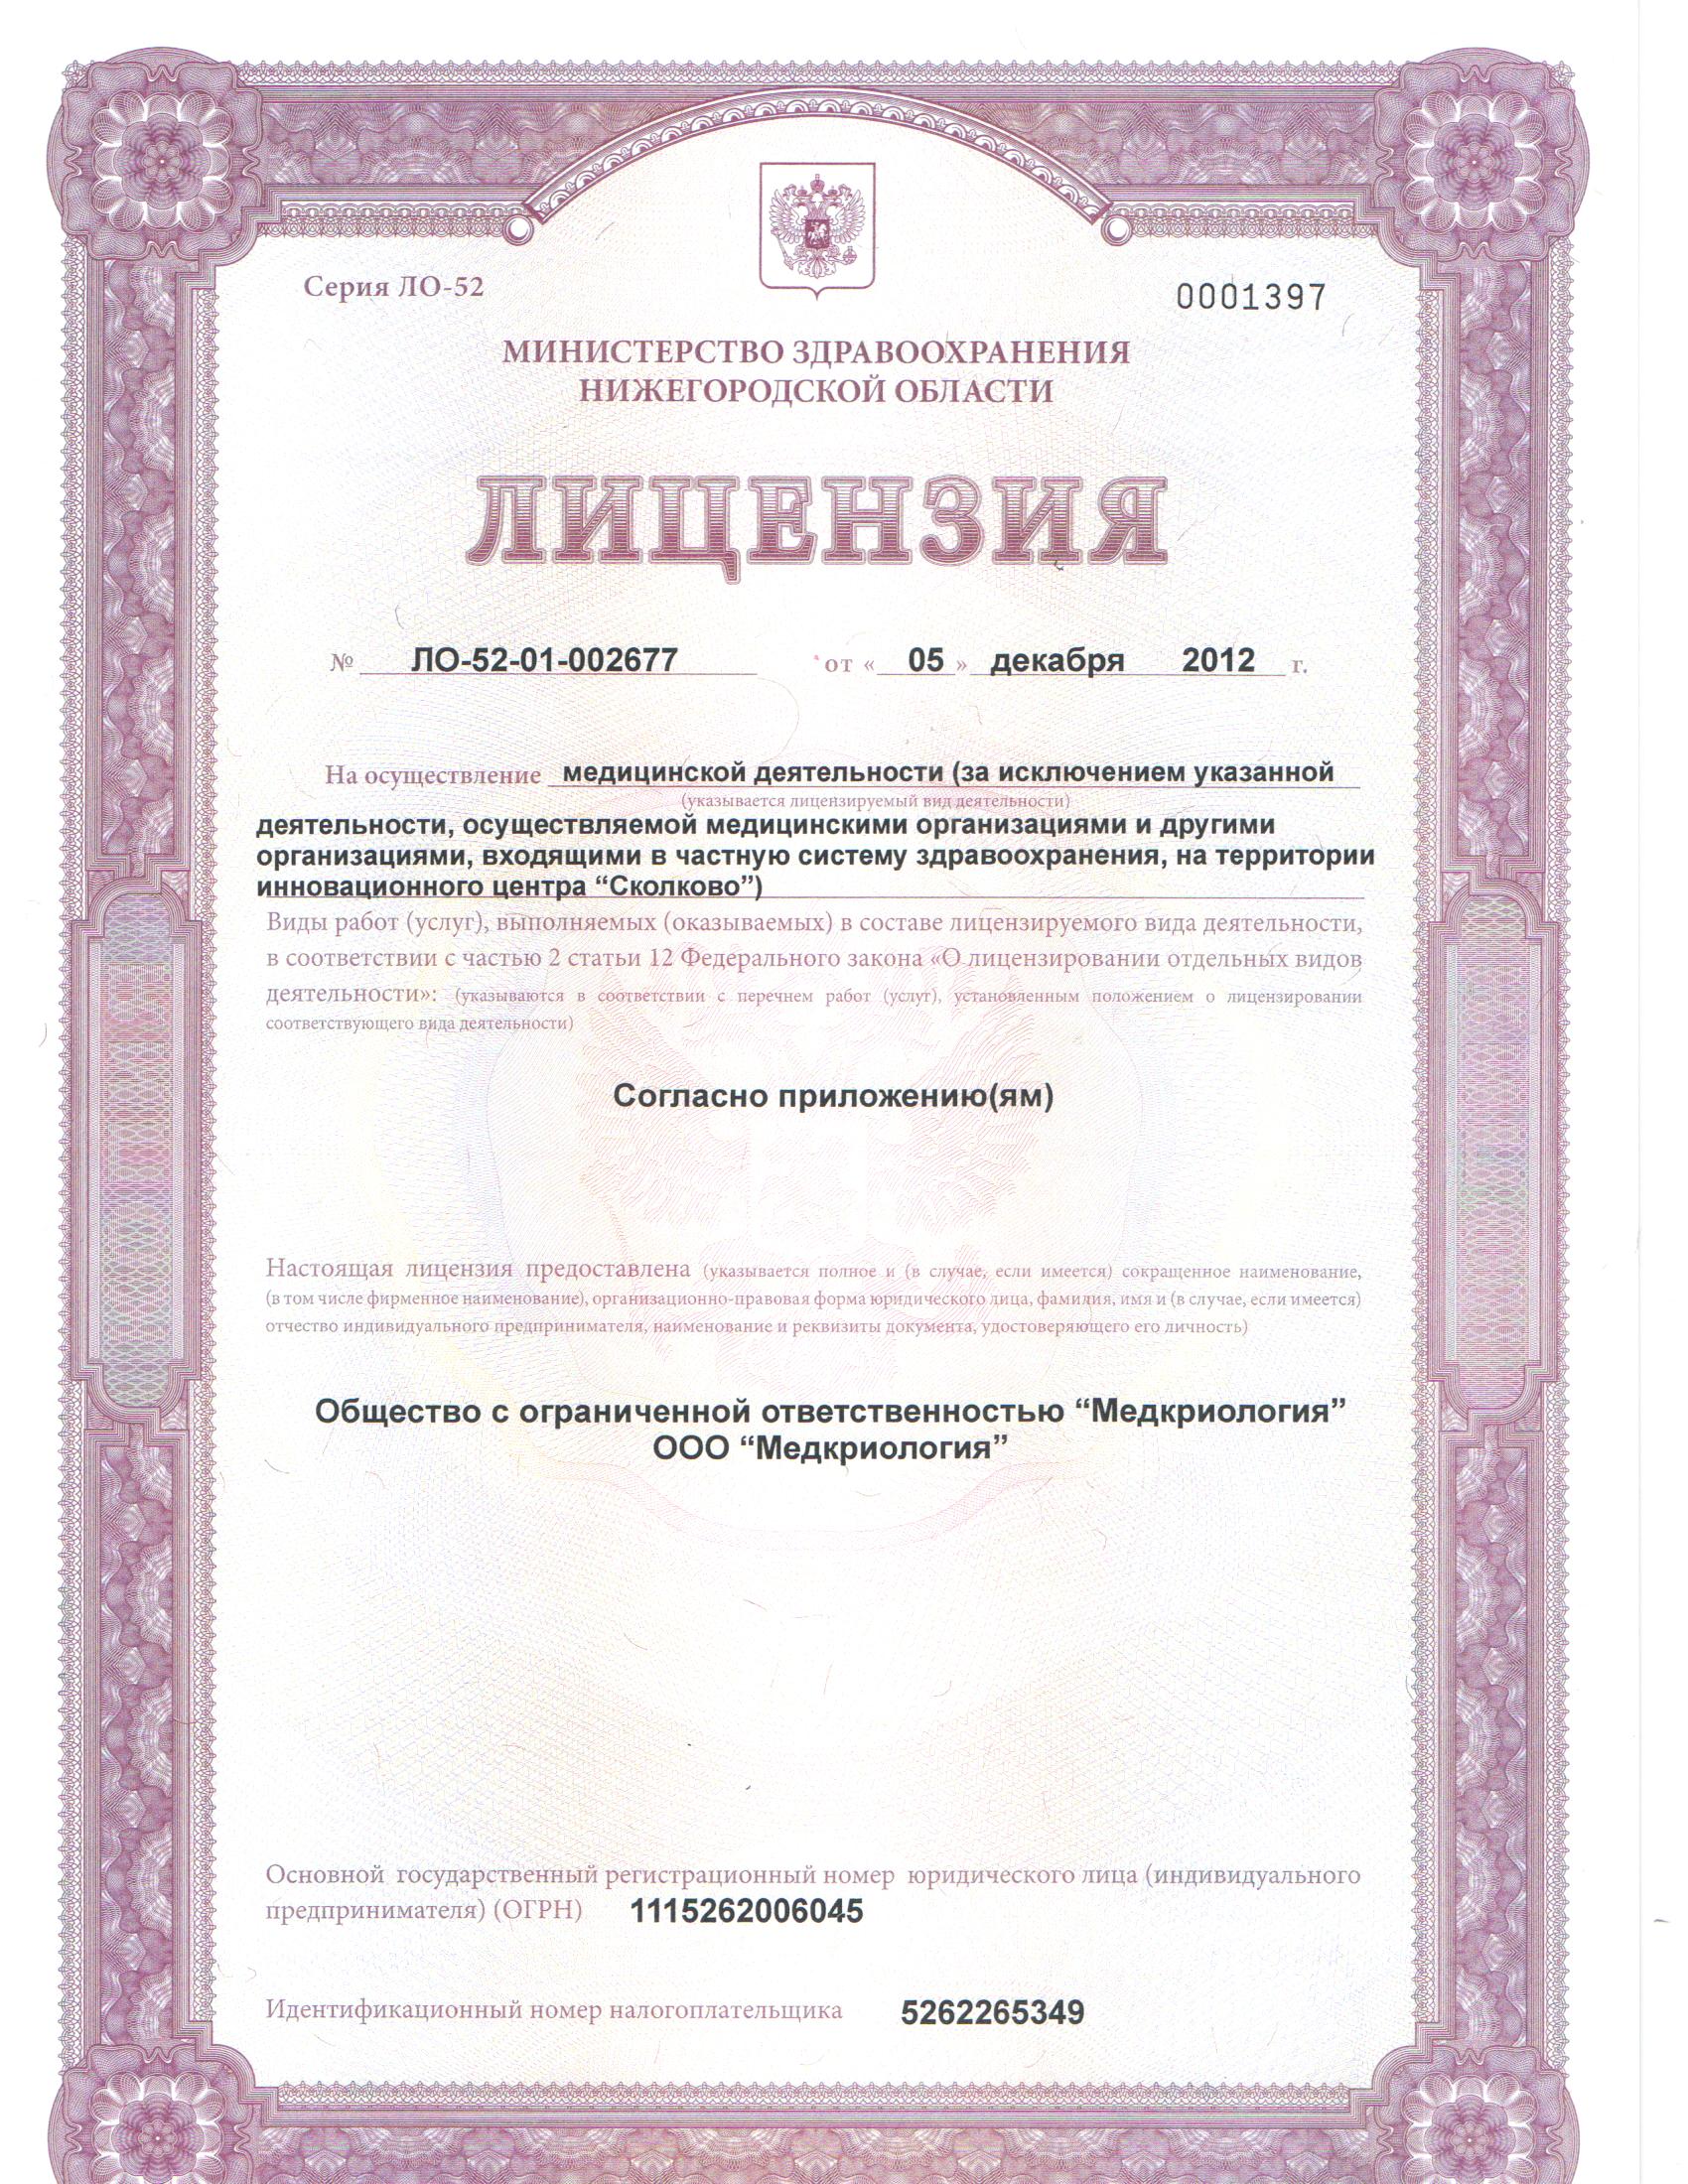 Серия ЛО-52
0001397
МИНИСТЕРСТВО ЗДРАВООХРАНЕНИЯ
НИЖЕГОРОДСКОЙ ОБЛАСТИ
ЛИЦЕНЗИЯ
№ ЛО-52-01-002677 от « 05 » декабря 2012 г.
На осуществление медицинской деятельности (за исключением указанной
(указывается лицензируемый вид деятельности)
деятельности, осуществляемой медицинскими организациями и другими
организациями, входящими в частную систему здравоохранения, на территории
инновационного центра “Сколково”)
Виды работ (услуг), выполняемых (оказываемых) в составе лицензируемого вида деятельности,
в соответствии с частью 2 статьи 12 Федерального закона «О лицензировании отдельных видов
деятельности»: (указываются в соответствии с перечнем работ (услуг), установленным положением о лицензировании
соответствующего вида деятельности)
Согласно приложению(ям)
Настоящая лицензия предоставлена (указывается полное и (в случае, если имеется) сокращенное наименование,
(в том числе фирменное наименование), организационно-правовая форма юридического лица, фамилия, имя и (в случае, если имеется)
отчество индивидуального предпринимателя, наименование и реквизиты документа, удостоверяющего его личность)
Общество с ограниченной ответственностью “Медкриология”
ООО “Медкриология”
Основной государственный регистрационный номер юридического лица (индивидуального
предпринимателя) (ОГРН) 1115262006045
Идентификационный номер налогоплательщика 5262265349